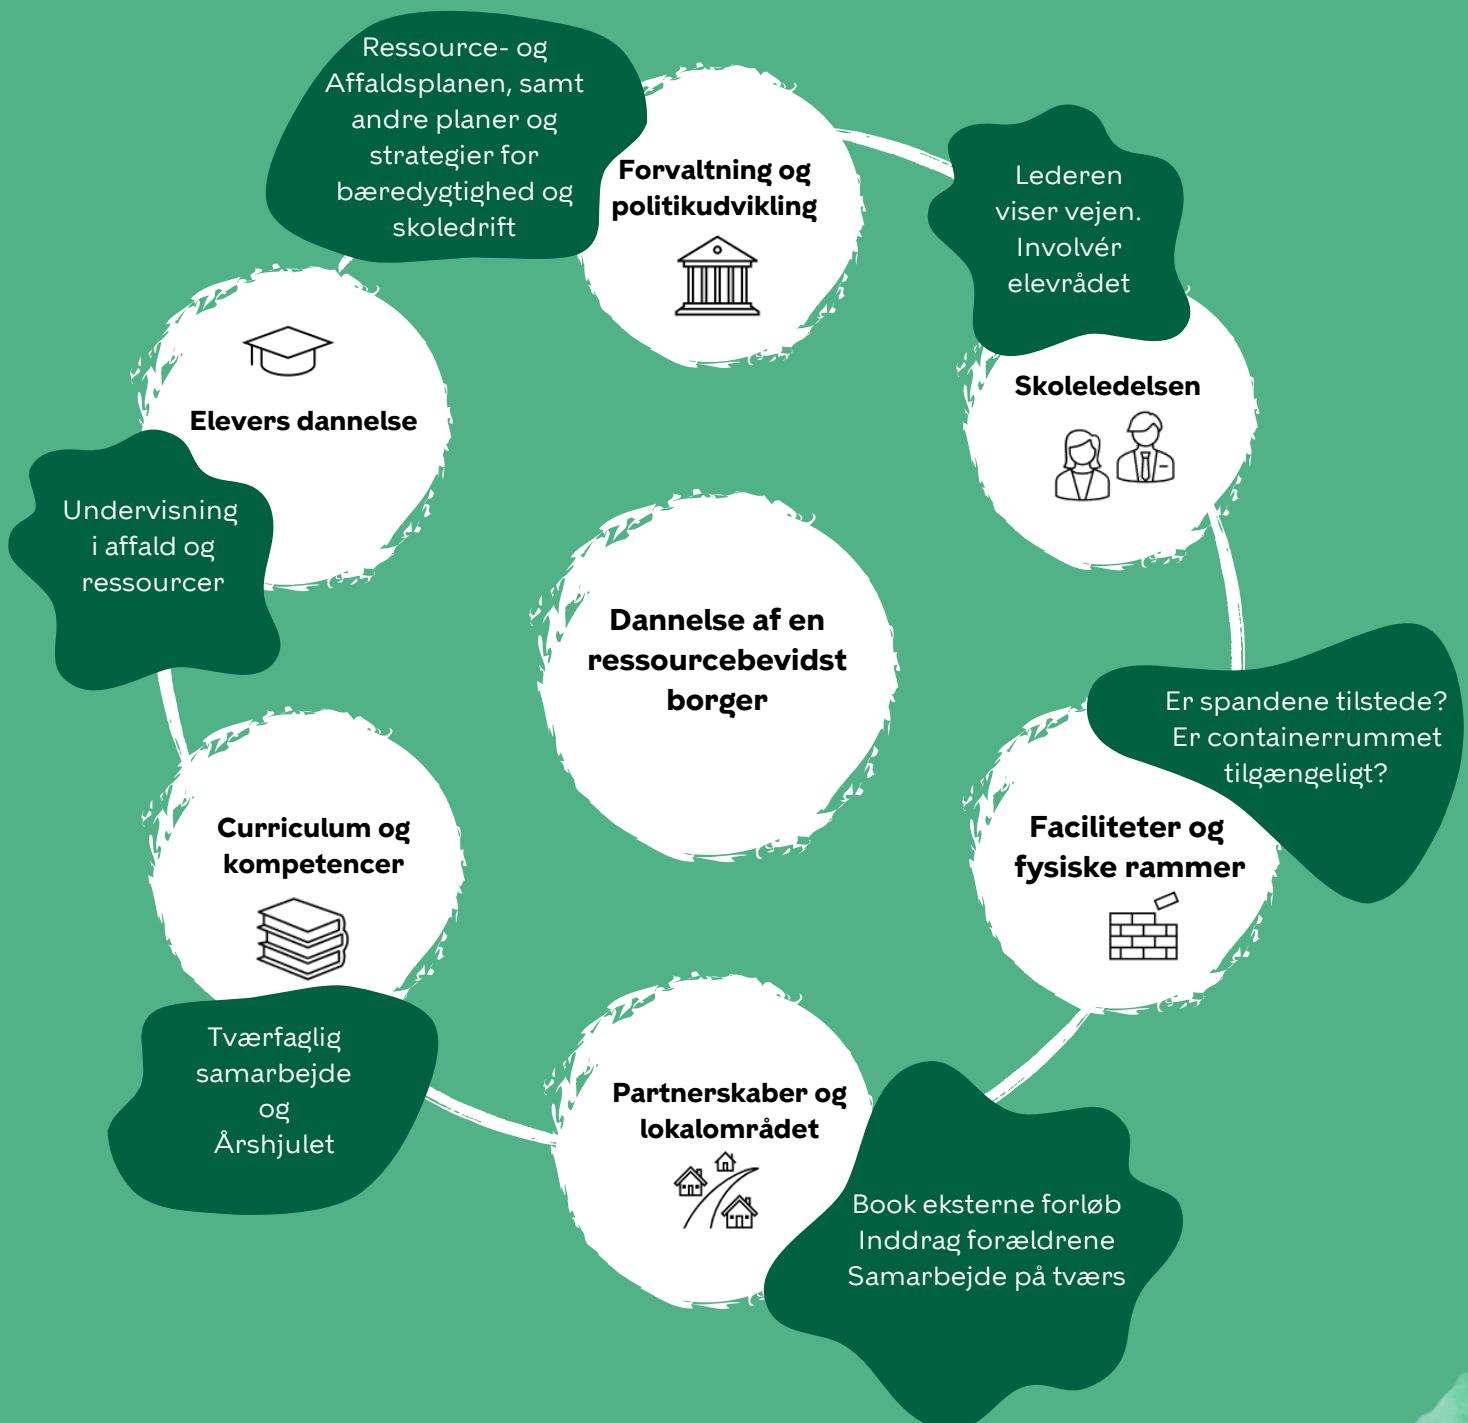 Ressource- og
Affaldsplanen, samt
andre planer og
strategier for
bæredygtighed og
skoledrift
Forvaltning og
politikudvikling
Lederen
viser vejen.
Involvér
elevrådet
Skoleledelsen
Elevers dannelse
Undervisning
i affald og
ressourcer
Dannelse af en
ressourcebevidst
borger
Er spandene tilstede?
Er containerrummet
tilgængeligt?
Faciliteter og
fysiske rammer
Curriculum og
kompetencer
Tværfaglig
samarbejde
og
Årshjulet
Partnerskaber og
lokalområdet
Book eksterne forløb
Inddrag forældrene
Samarbejde på tværs